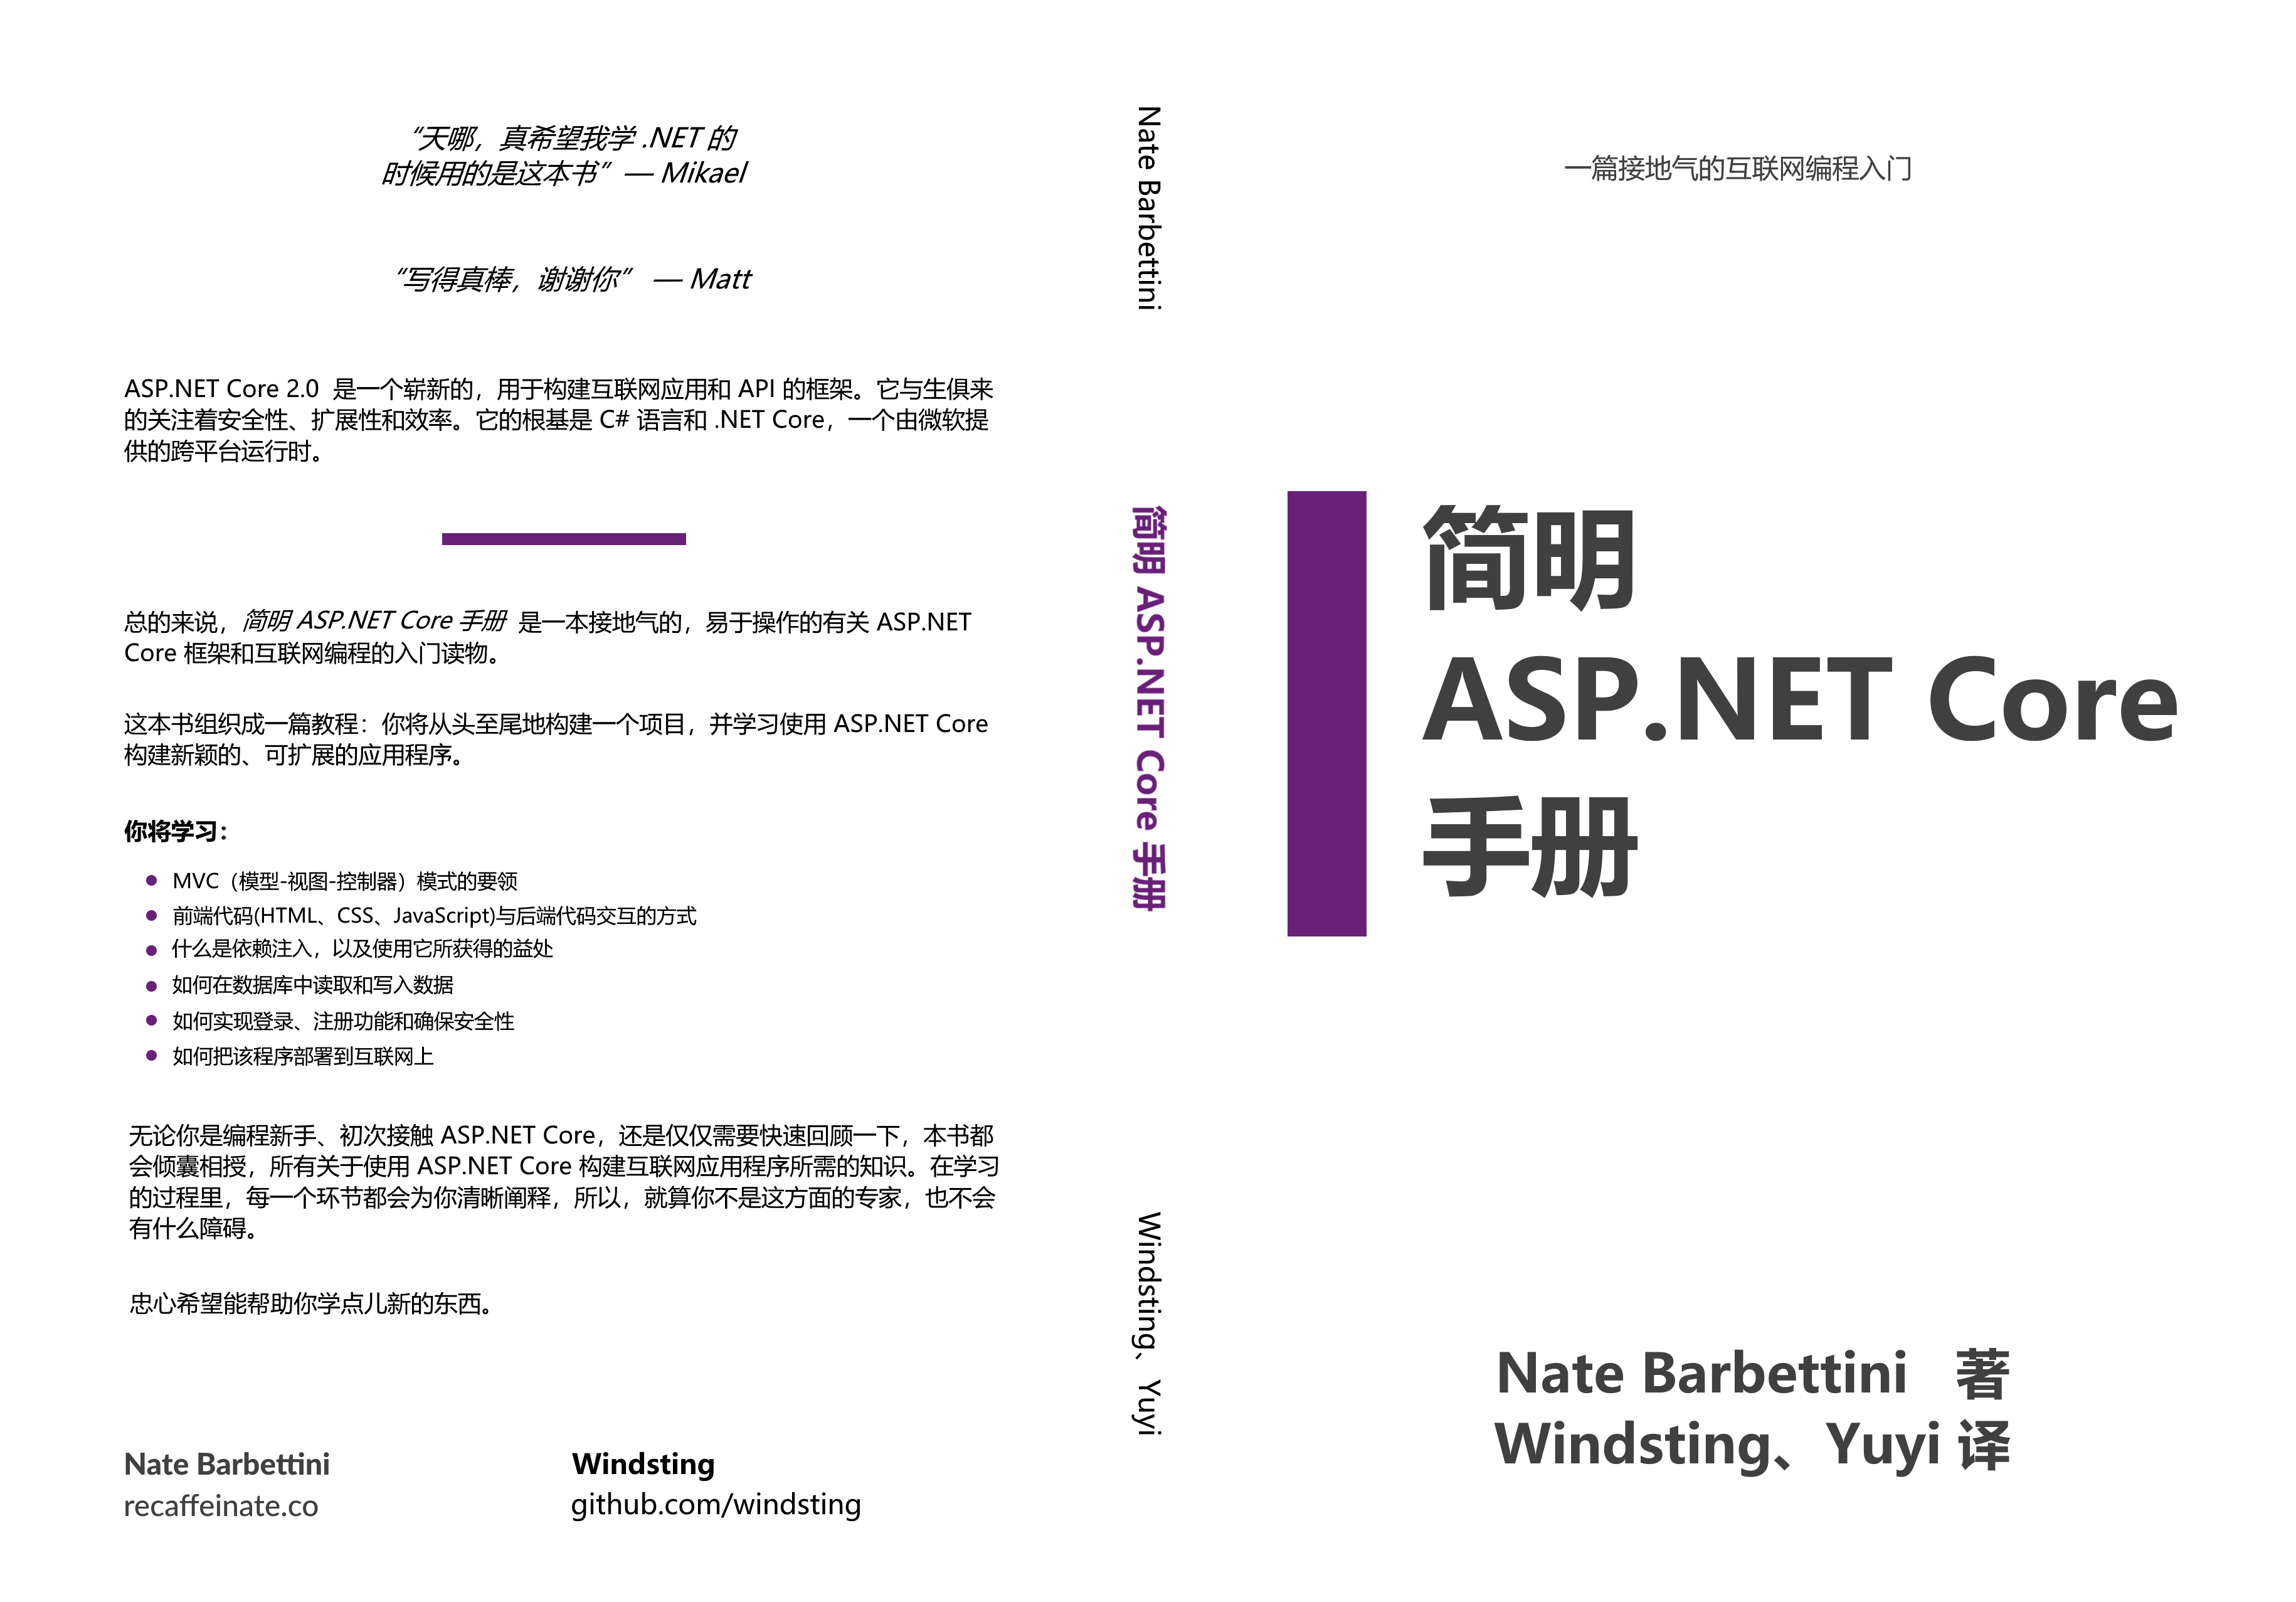 “天哪，真希望我学 .NET 的
时候用的是这本书” — Mikael
“写得真棒，谢谢你” — Matt
ASP.NET Core 2.0 是一个崭新的，用于构建互联网应用和 API 的框架。它与生俱来
的关注着安全性、扩展性和效率。它的根基是 C# 语言和 .NET Core，一个由微软提
供的跨平台运行时。
总的来说，简明 ASP.NET Core 手册 是一本接地气的，易于操作的有关 ASP.NET
Core 框架和互联网编程的入门读物。
这本书组织成一篇教程：你将从头至尾地构建一个项目，并学习使用 ASP.NET Core
构建新颖的、可扩展的应用程序。
你将学习：
MVC（模型-视图-控制器）模式的要领
前端代码(HTML、CSS、JavaScript)与后端代码交互的方式
什么是依赖注入，以及使用它所获得的益处
如何在数据库中读取和写入数据
如何实现登录、注册功能和确保安全性
如何把该程序部署到互联网上
无论你是编程新手、初次接触 ASP.NET Core，还是仅仅需要快速回顾一下，本书都
会倾囊相授，所有关于使用 ASP.NET Core 构建互联网应用程序所需的知识。在学习
的过程里，每一个环节都会为你清晰阐释，所以，就算你不是这方面的专家，也不会
有什么障碍。
忠心希望能帮助你学点儿新的东西。
Nate Barbettini
recaffeinate.co
Windsting
github.com/windsting
Nate Barbettini
简明 ASP.NET Core 手册
Windsting、Yuyi
一篇接地气的互联网编程入门
简明
ASP.NET Core
手册
Nate Barbettini 著
Windsting、Yuyi 译